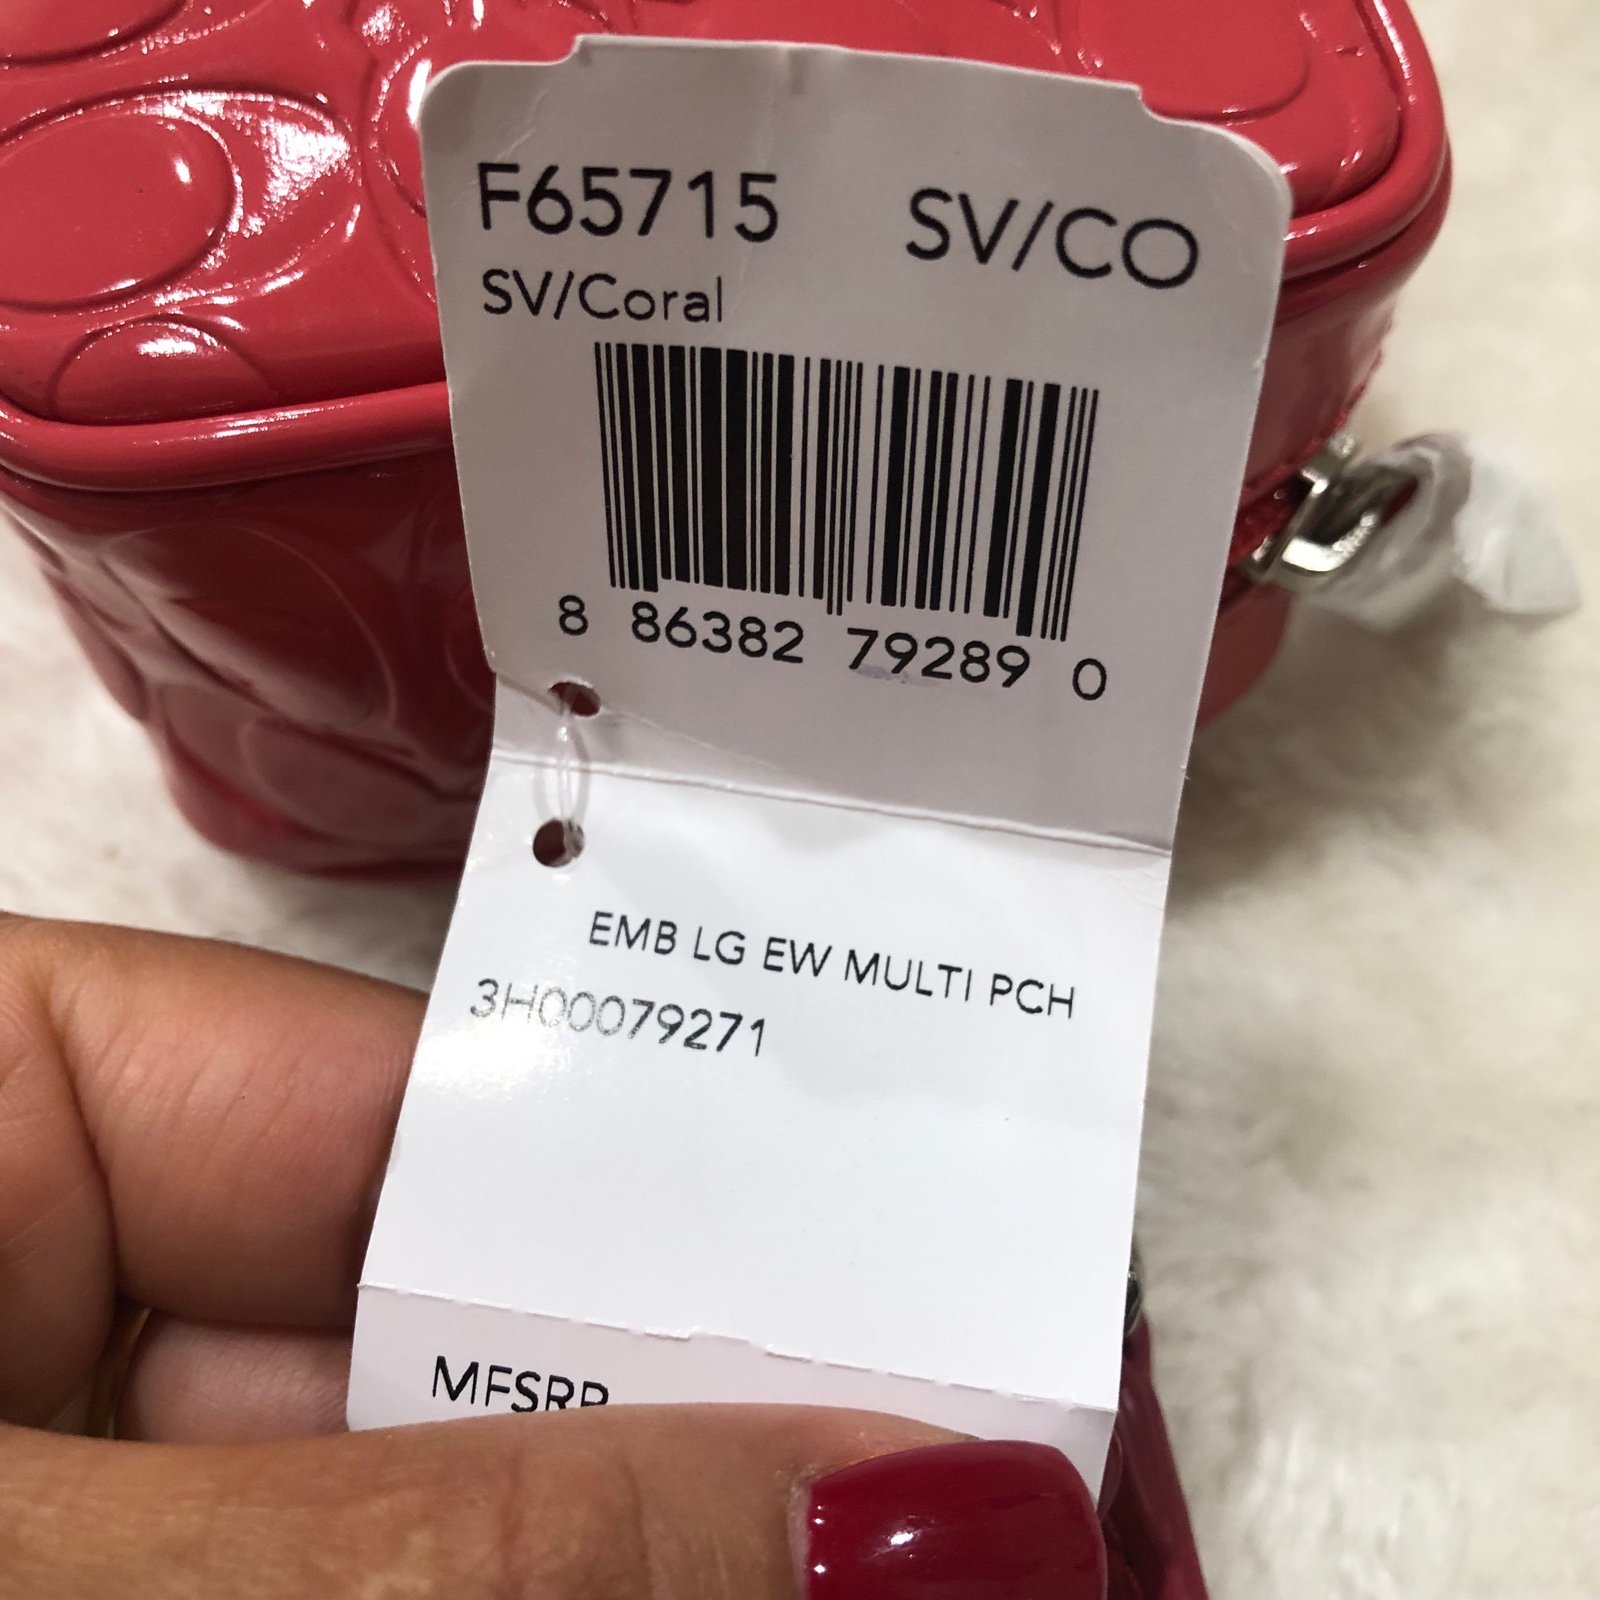 F65715 SV/CO
SV/Coral
8 86382 79289 0
EMB LG EW MULTI PCH
3H00079271